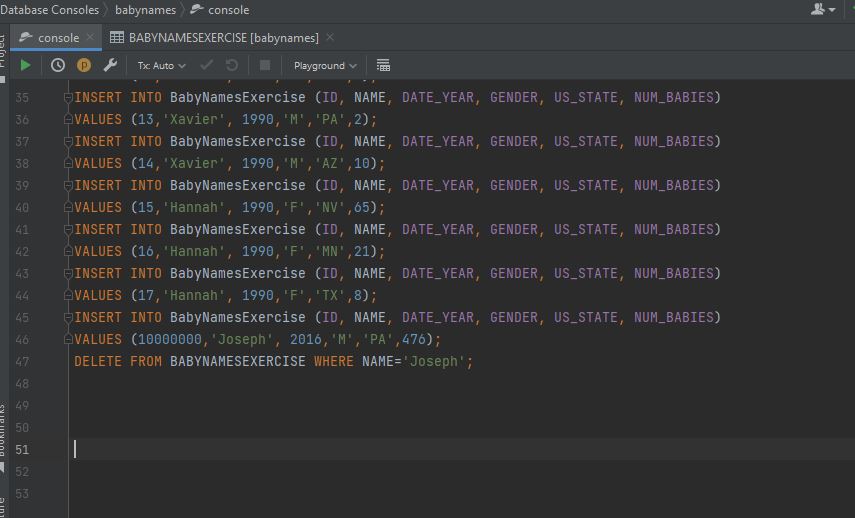 Database Consoles babynames console
Project
console BABYNAMESEXERCISE [babynames]
Tx: Auto Playground
35 INSERT INTO BabyNamesExercise (ID, NAME, DATE_YEAR, GENDER, US_STATE, NUM_BABIES)
36 VALUES (13,'Xavier', 1990,'M','PA',2);
37 INSERT INTO BabyNamesExercise (ID, NAME, DATE_YEAR, GENDER, US_STATE, NUM_BABIES)
38 VALUES (14,'Xavier', 1990,'M','AZ',10);
39 INSERT INTO BabyNamesExercise (ID, NAME, DATE_YEAR, GENDER, US_STATE, NUM_BABIES)
40 VALUES (15,'Hannah', 1990,'F','NV',65);
41 INSERT INTO BabyNamesExercise (ID, NAME, DATE_YEAR, GENDER, US_STATE, NUM_BABIES)
42 VALUES (16,'Hannah', 1990,'F','MN',21);
43 INSERT INTO BabyNamesExercise (ID, NAME, DATE_YEAR, GENDER, US_STATE, NUM_BABIES)
44 VALUES (17,'Hannah', 1990,'F','TX',8);
45 INSERT INTO BabyNamesExercise (ID, NAME, DATE_YEAR, GENDER, US_STATE, NUM_BABIES)
46 VALUES (10000000,'Joseph', 2016,'M','PA',476);
47 DELETE FROM BABYNAMESEXERCISE WHERE NAME='Joseph';
48
49
50
51
52
53